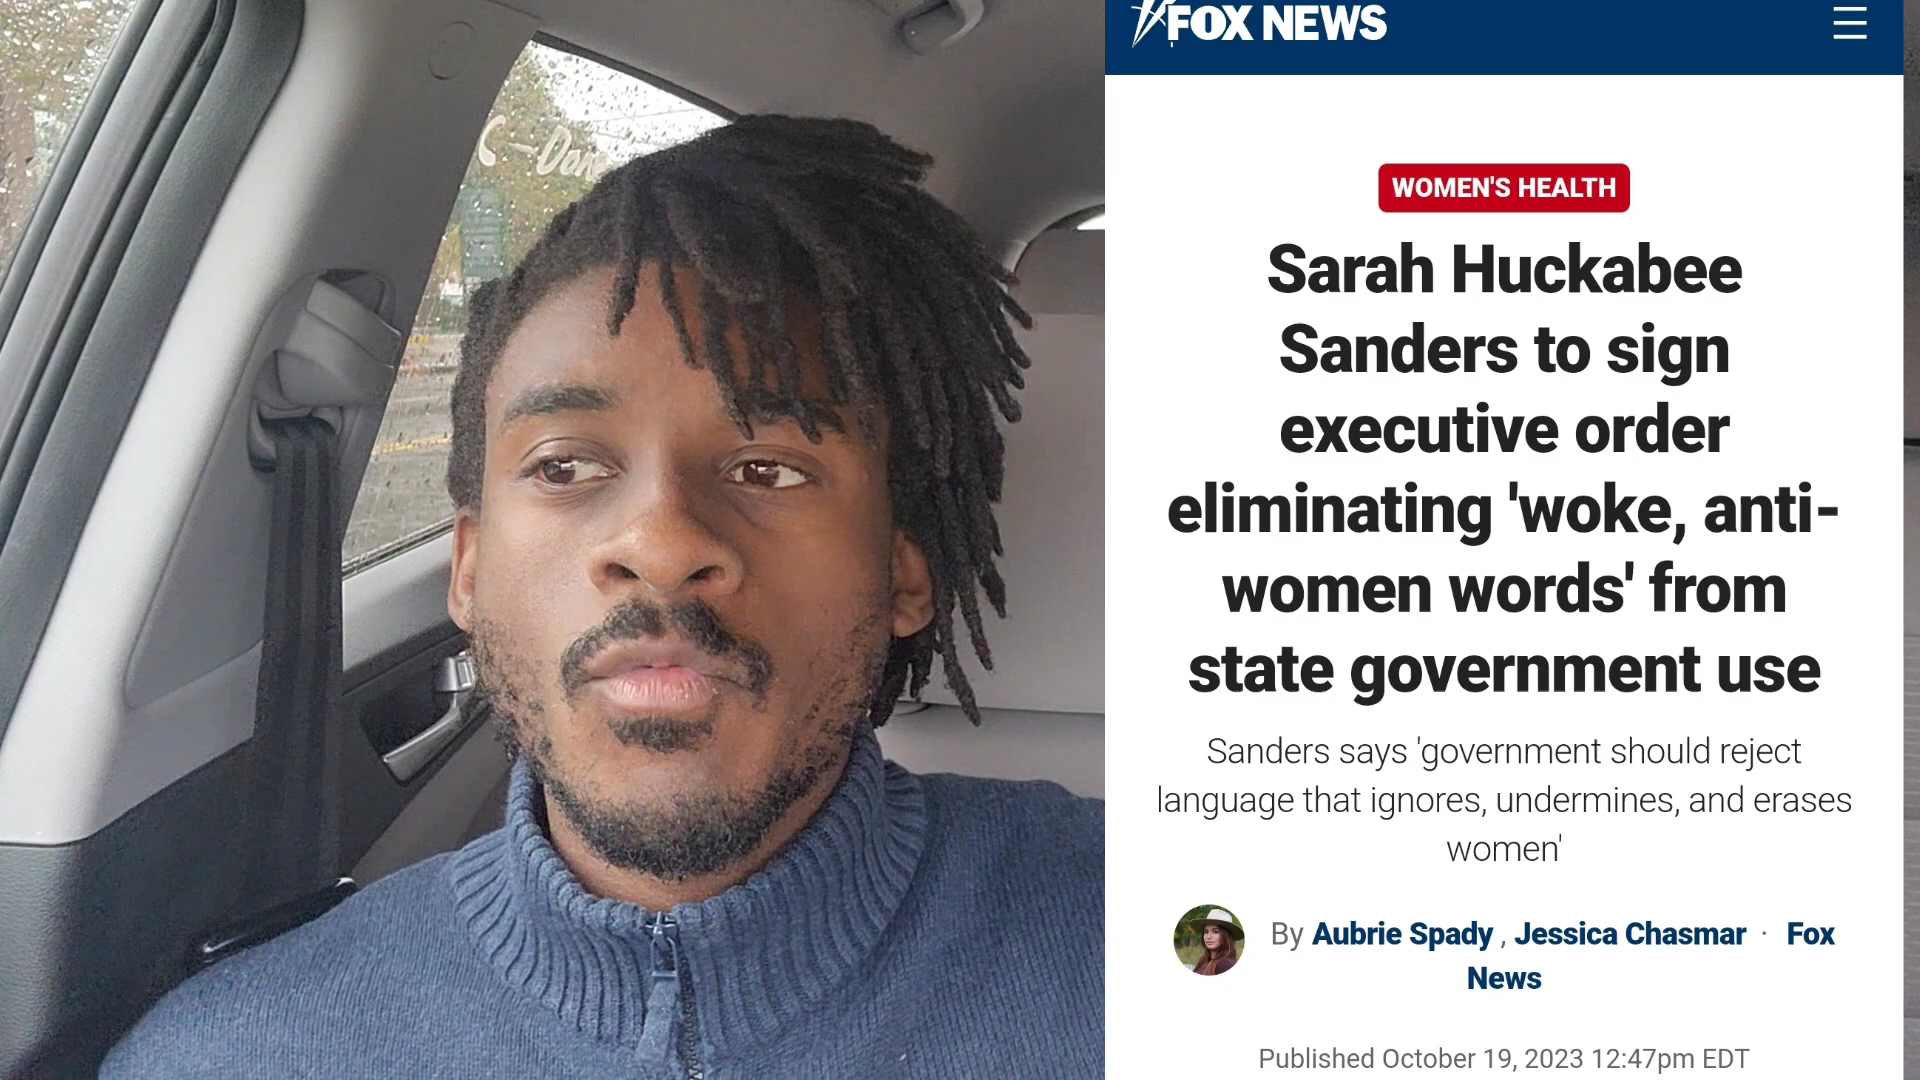 C-Don
FOX NEWS
WOMEN'S HEALTH
Sarah Huckabee
Sanders to sign
executive order
eliminating 'woke, anti-
women words' from
state government use
Sanders says 'government should reject
language that ignores, undermines, and erases
women'
By Aubrie Spady , Jessica Chasmar · Fox
News
Published October 19, 2023 12:47pm EDT